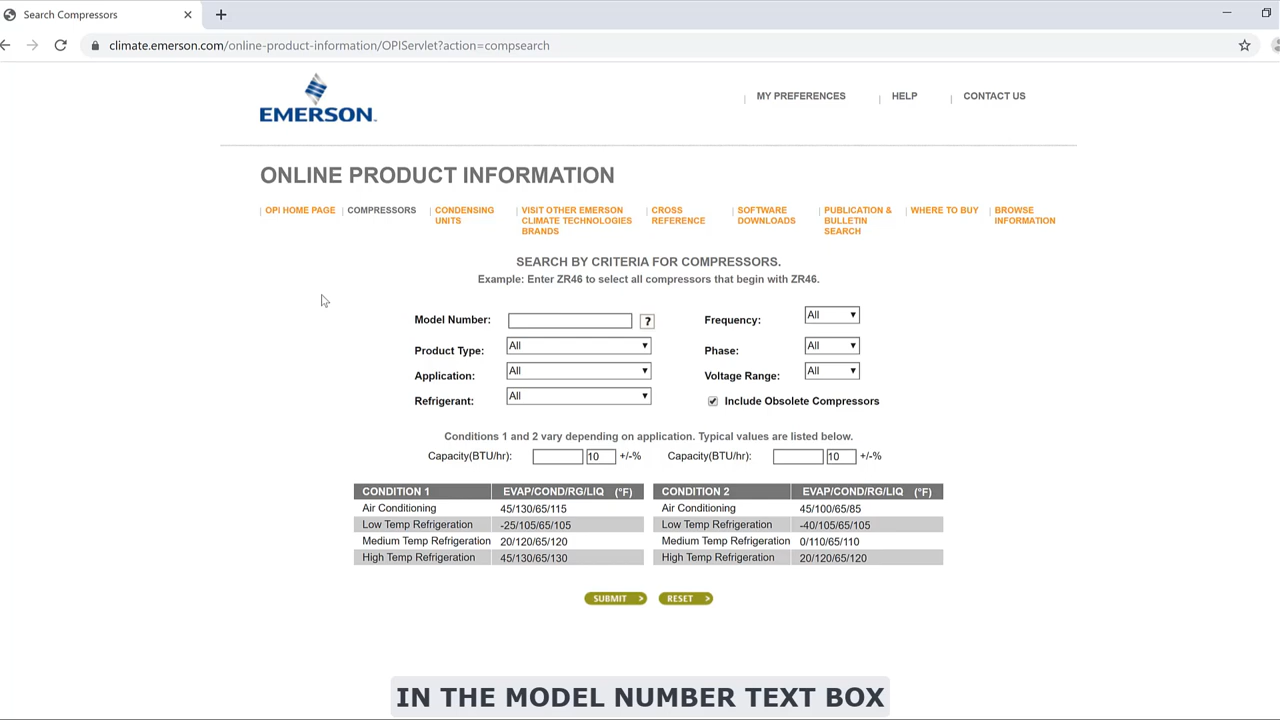 Search Compressors
climate.emerson.com/online-product-information/OPIServlet?action=compsearch
EMERSON.
MY PREFERENCES
HELP
CONTACT US
ONLINE PRODUCT INFORMATION
OPI HOME PAGE
COMPRESSORS
CONDENSING
UNITS
VISIT OTHER EMERSON
CLIMATE TECHNOLOGIES
BRANDS
CROSS
REFERENCE
SOFTWARE
DOWNLOADS
PUBLICATION &
BULLETIN
SEARCH
WHERE TO BUY
BROWSE
INFORMATION
SEARCH BY CRITERIA FOR COMPRESSORS.
Example: Enter ZR46 to select all compressors that begin with ZR46.
Model Number: ?
Frequency: All
Product Type: All
Phase: All
Application: All
Voltage Range: All
Refrigerant: All
Include Obsolete Compressors
Conditions 1 and 2 vary depending on application. Typical values are listed below.
Capacity(BTU/hr): 10 +/-%
Capacity(BTU/hr): 10 +/-%
CONDITION 1 EVAP/COND/RG/LIQ (°F)
Air Conditioning 45/130/65/115
Low Temp Refrigeration -25/105/65/105
Medium Temp Refrigeration 20/120/65/120
High Temp Refrigeration 45/130/65/130
CONDITION 2 EVAP/COND/RG/LIQ (°F)
Air Conditioning 45/100/65/85
Low Temp Refrigeration -40/105/65/105
Medium Temp Refrigeration 0/110/65/110
High Temp Refrigeration 20/120/65/120
SUBMIT >
RESET >
IN THE MODEL NUMBER TEXT BOX